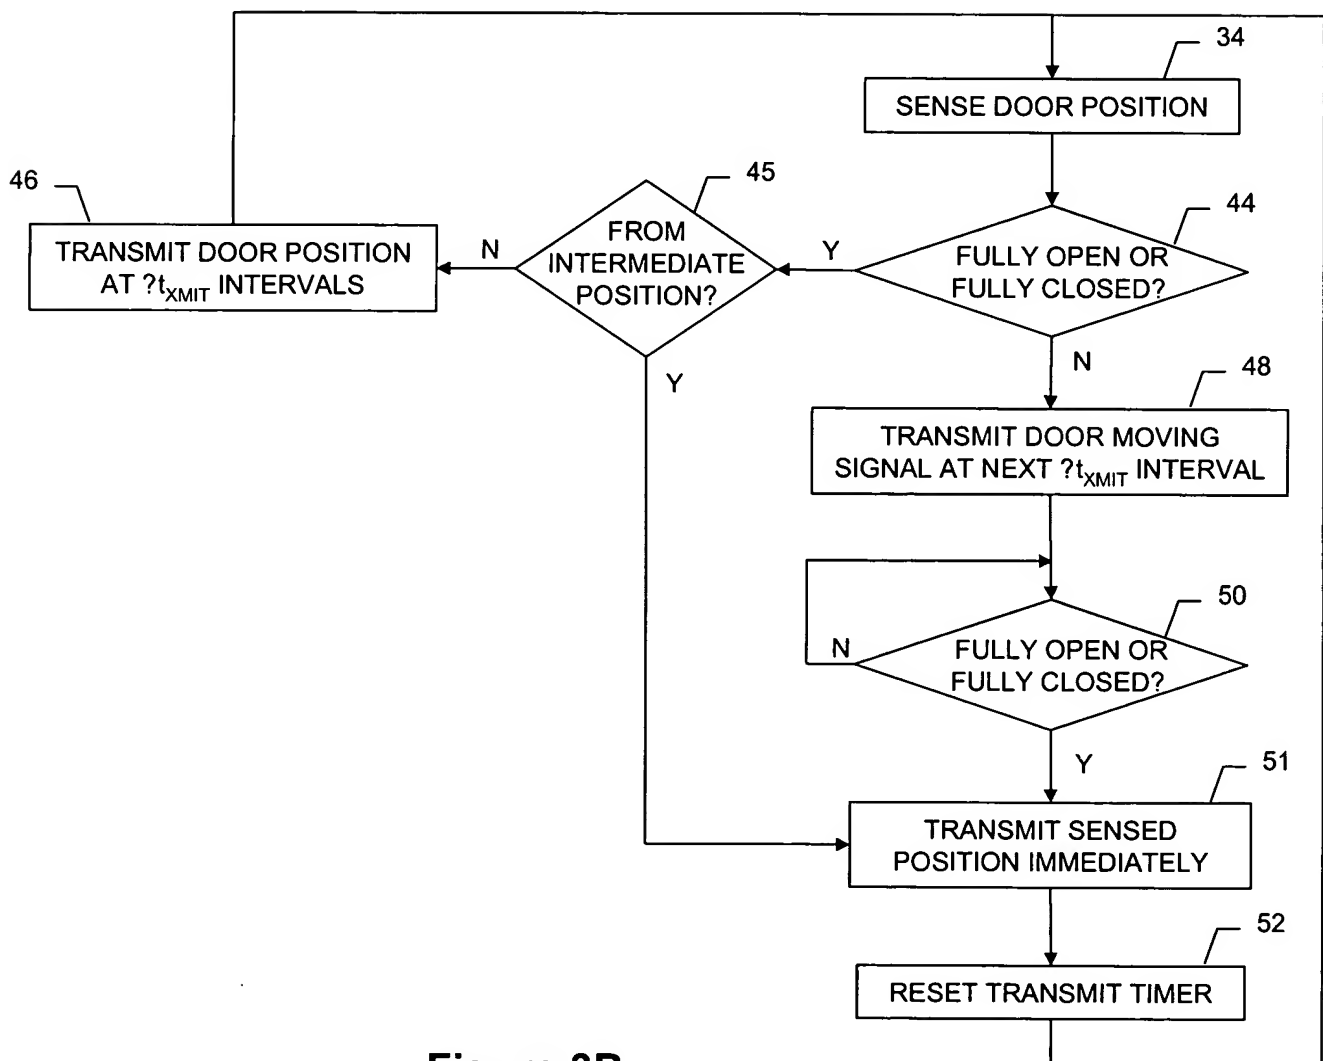 34
SENSE DOOR POSITION
46
TRANSMIT DOOR POSITION
AT ?tXMIT INTERVALS
N
45
FROM
INTERMEDIATE
POSITION?
Y
Y
44
FULLY OPEN OR
FULLY CLOSED?
N
48
TRANSMIT DOOR MOVING
SIGNAL AT NEXT ?tXMIT INTERVAL
50
FULLY OPEN OR
FULLY CLOSED?
N
Y
51
TRANSMIT SENSED
POSITION IMMEDIATELY
52
RESET TRANSMIT TIMER